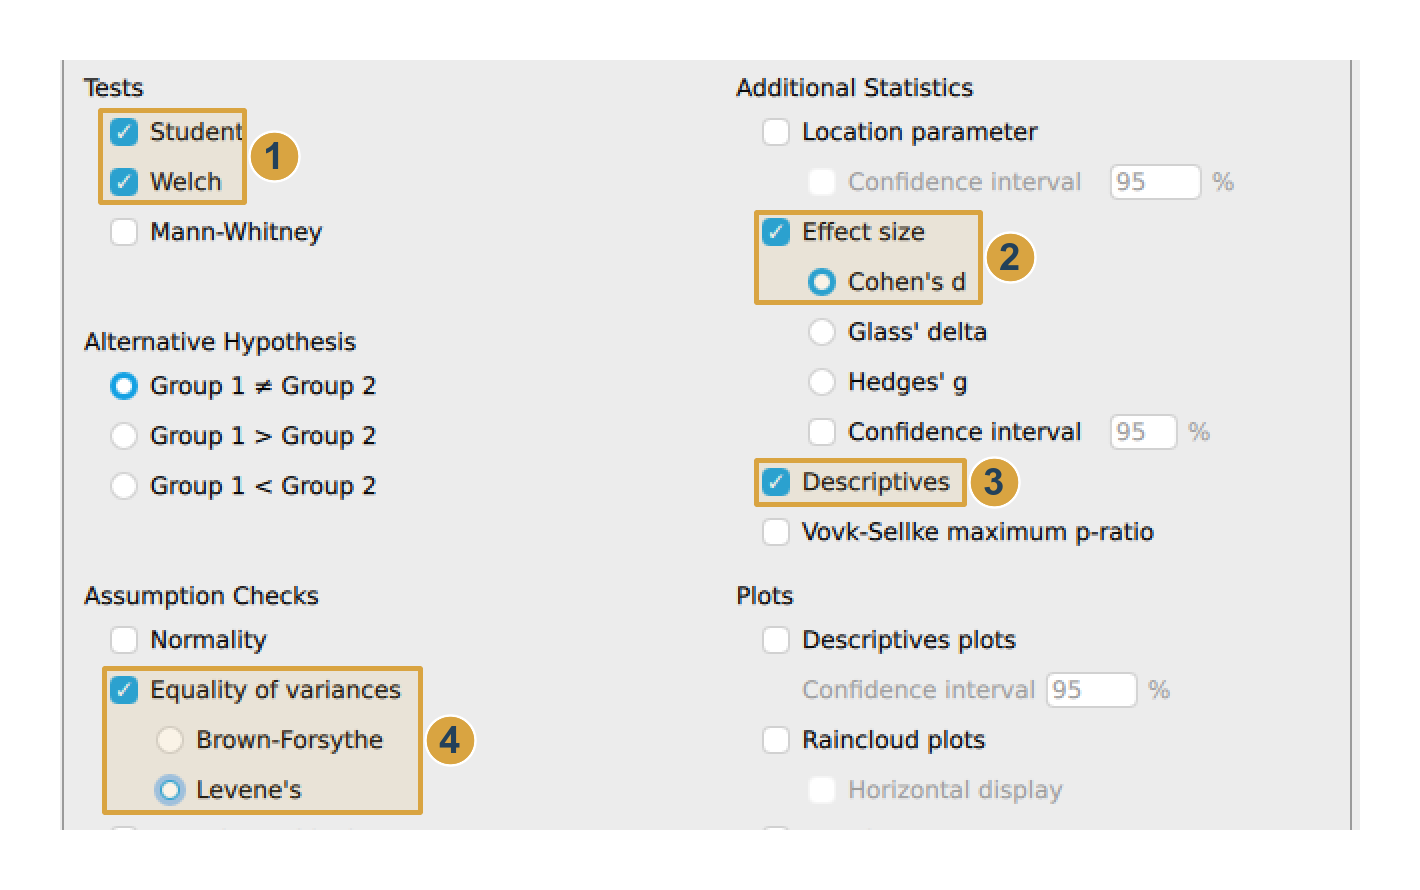 Tests
Student
Welch
1
Mann-Whitney
Alternative Hypothesis
Group 1 ≠ Group 2
Group 1 > Group 2
Group 1 < Group 2
Assumption Checks
Normality
Equality of variances
Brown-Forsythe
Levene's
4
Additional Statistics
Location parameter
Confidence interval 95 %
Effect size
Cohen's d
2
Glass' delta
Hedges' g
Confidence interval 95 %
Descriptives 3
Vovk-Sellke maximum p-ratio
Plots
Descriptives plots
Confidence interval 95 %
Raincloud plots
Horizontal display